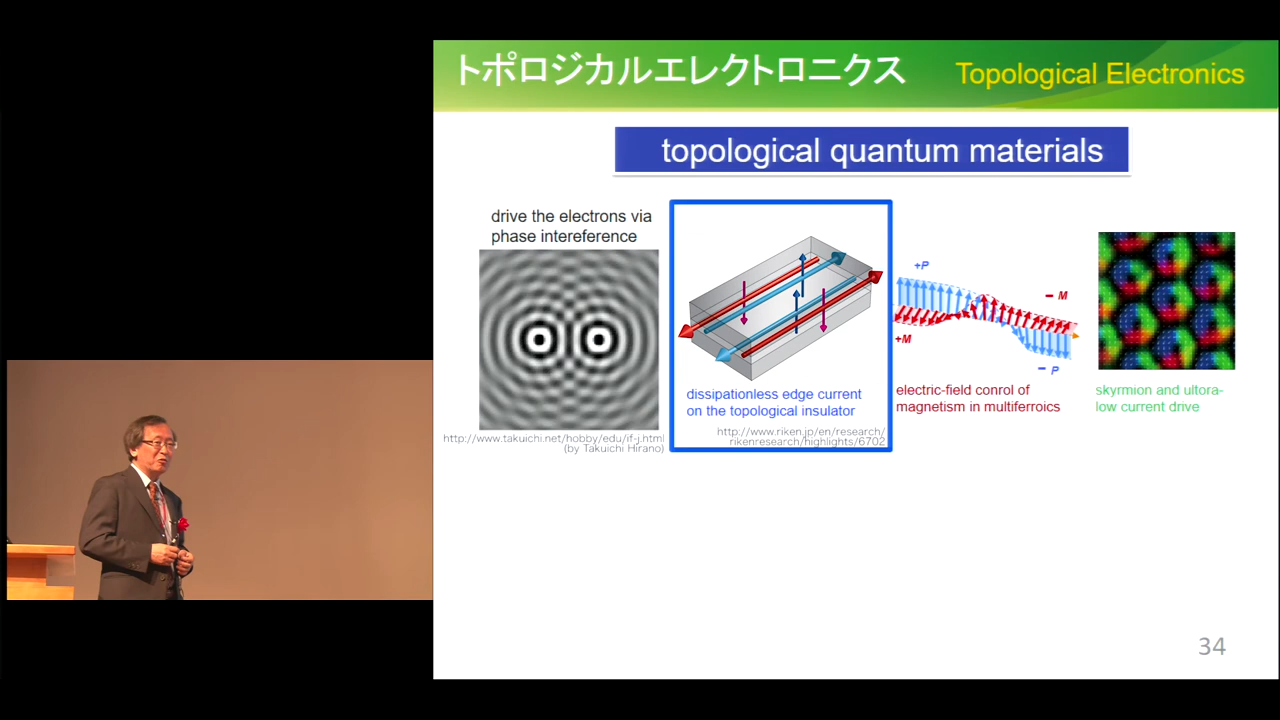 トポロジカルエレクトロニクス
Topological Electronics
topological quantum materials
drive the electrons via
phase intereference
http://www.takuichi.net/hobby/edu/if-j.html
(by Takuichi Hirano)
dissipationless edge current
on the topological insulator
http://www.riken.jp/en/research/
rikenresearch/highlights/6702
+P
- M
+M
- P
electric-field conrol of
magnetism in multiferroics
skyrmion and ultora-
low current drive
34